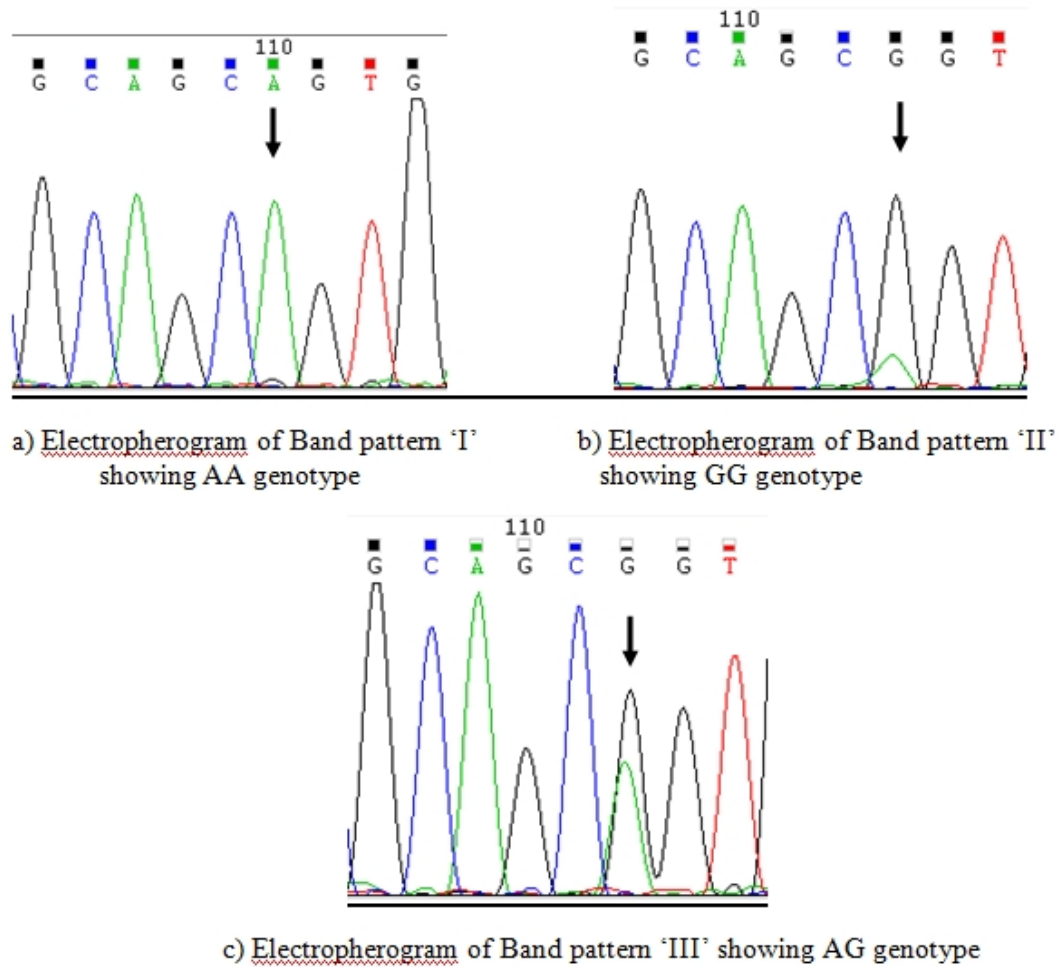 110
G C A G C A G T G
110
G C A G C G G T
a) Electropherogram of Band pattern ‘I’
showing AA genotype
b) Electropherogram of Band pattern ‘II’
showing GG genotype
110
G C A G C G G T
c) Electropherogram of Band pattern ‘III’ showing AG genotype